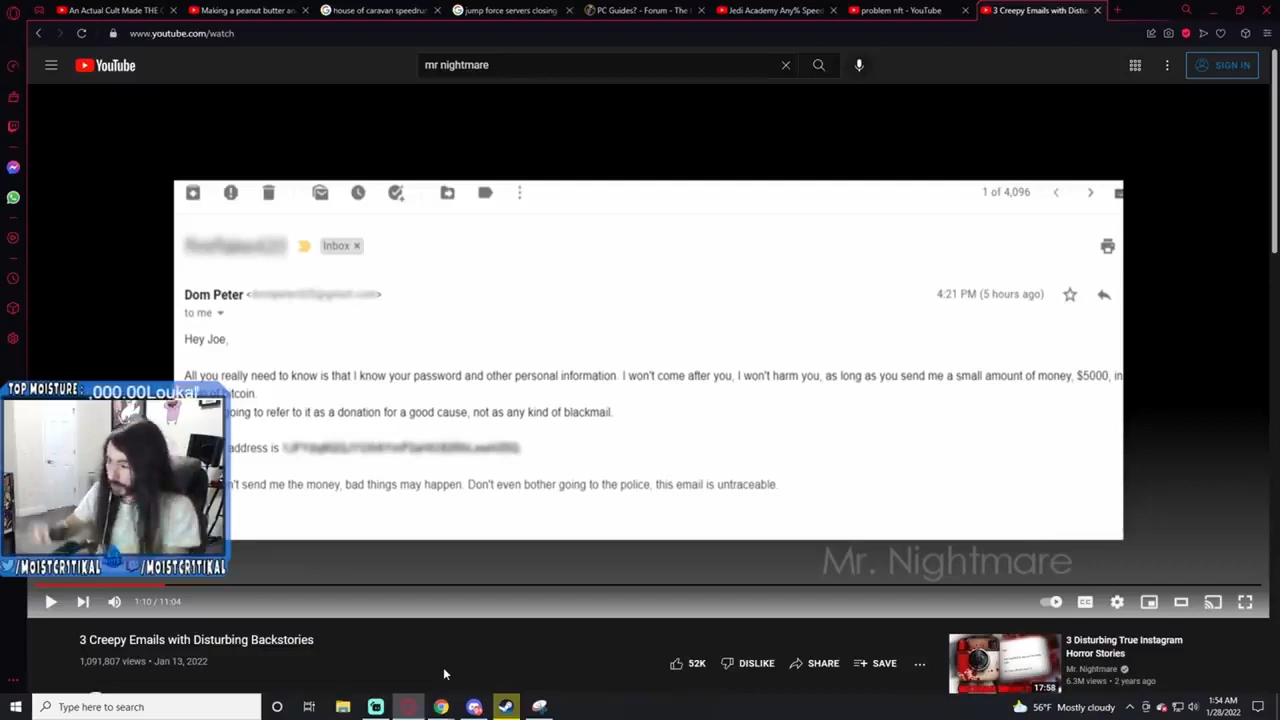 An Actual Cult Made THE
Making a peanut butter an
house of caravan speedrun
jump force servers closing
PC Guides? - Forum - The
Jedi Academy Any% Speed
problem nft - YouTube
3 Creepy Emails with Distu
www.youtube.com/watch
YouTube
mr nightmare
SIGN IN
1 of 4,096
Inbox ×
Dom Peter
4:21 PM (5 hours ago)
to me
Hey Joe,
All you really need to know is that I know your password and other personal information. I won't come after you, I won't harm you, as long as you send me a small amount of money, $5000, in
tcoin.
oing to refer to it as a donation for a good cause, not as any kind of blackmail.
address is
't send me the money, bad things may happen. Don't even bother going to the police, this email is untraceable.
TOP MOISTURE: ,000.00Loukal
/MOISTCR1TIKAL /MOISTCR1TIKAL
Mr. Nightmare
1:10 / 11:04
CC
3 Creepy Emails with Disturbing Backstories
1,091,807 views • Jan 13, 2022
52K DISLIKE SHARE SAVE
3 Disturbing True Instagram
Horror Stories
Mr. Nightmare
6.3M views • 2 years ago
17:58
Type here to search
56°F Mostly cloudy
1:54 AM
1/28/2022